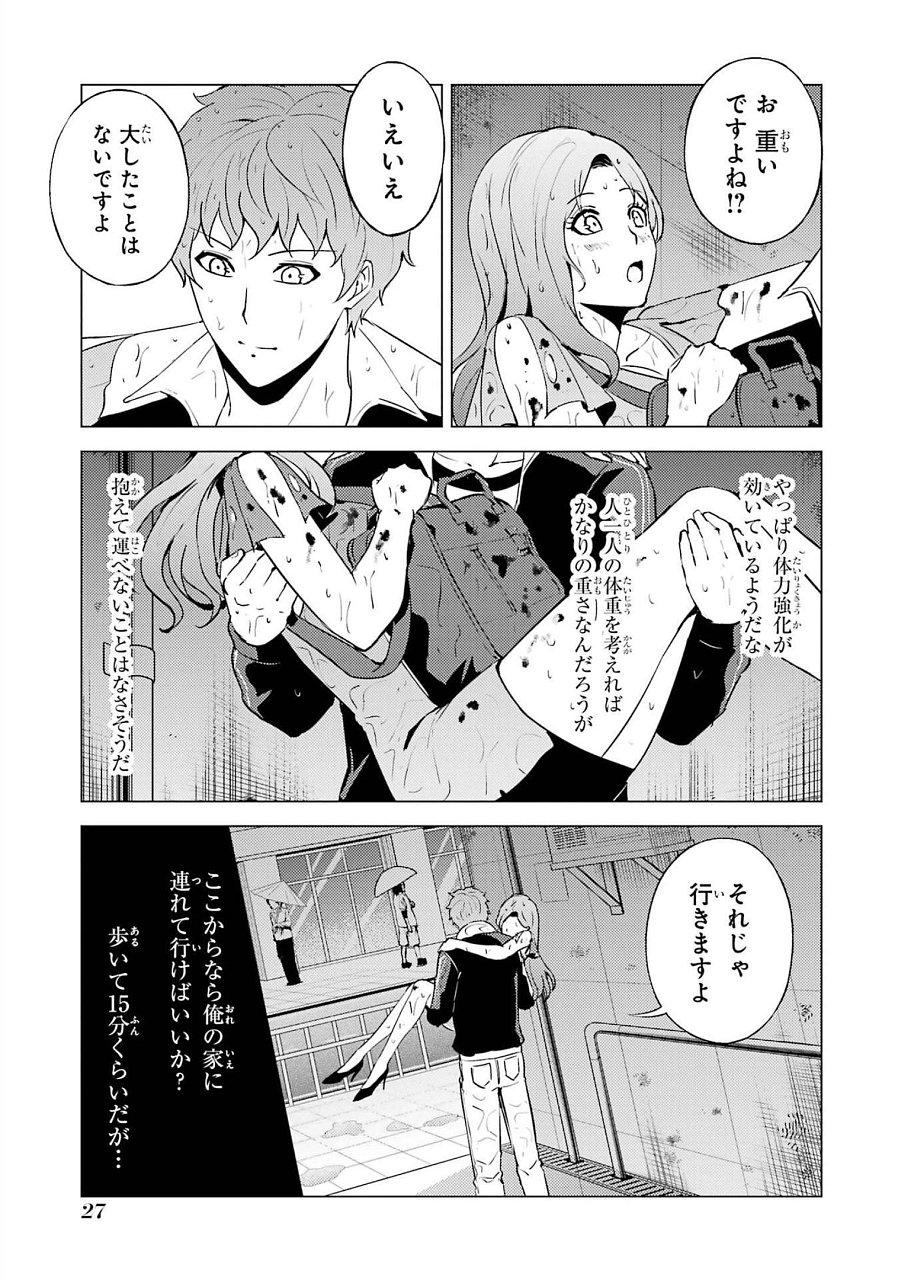 お重い
ですよね!?
いえいえ
大したことは
ないですよ
やっぱり体力強化が
効いているようだな
人一人の体重を考えれば
かなりの重さなんだろうが
抱えて運べないことはなさそうだ
それじゃ
行きますよ
ここからなら俺の家に
連れて行けばいいか?
歩いて15分くらいだが…
27